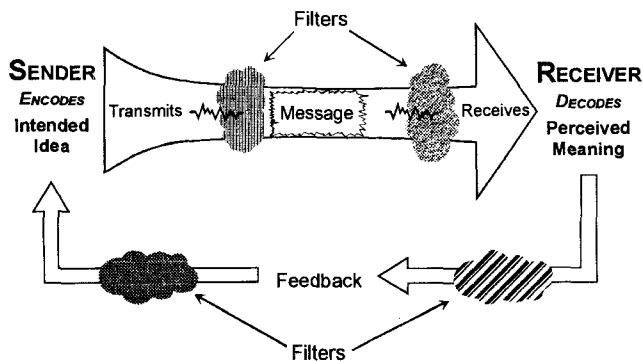 Filters
SENDER
ENCODES
Intended
Idea
Transmits
Message
Receives
RECEIVER
DECODES
Perceived
Meaning
Feedback
Filters